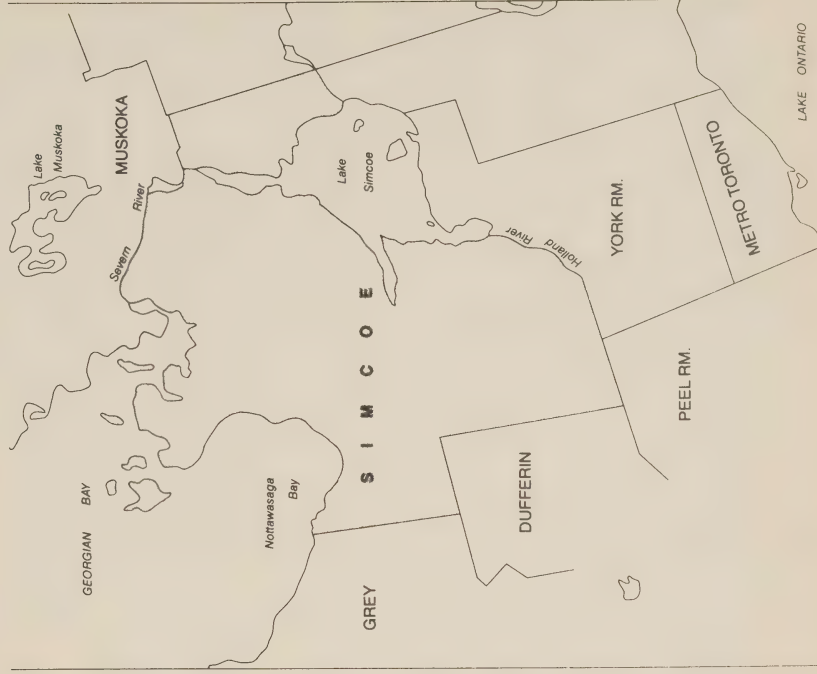 Lake
Muskoka
MUSKOKA
Severn River
GEORGIAN BAY
Lake
Simcoe
Nottawasaga
Bay
SIMCOE
Holland River
YORK RM.
METRO TORONTO
GREY
DUFFERIN
PEEL RM.
LAKE ONTARIO